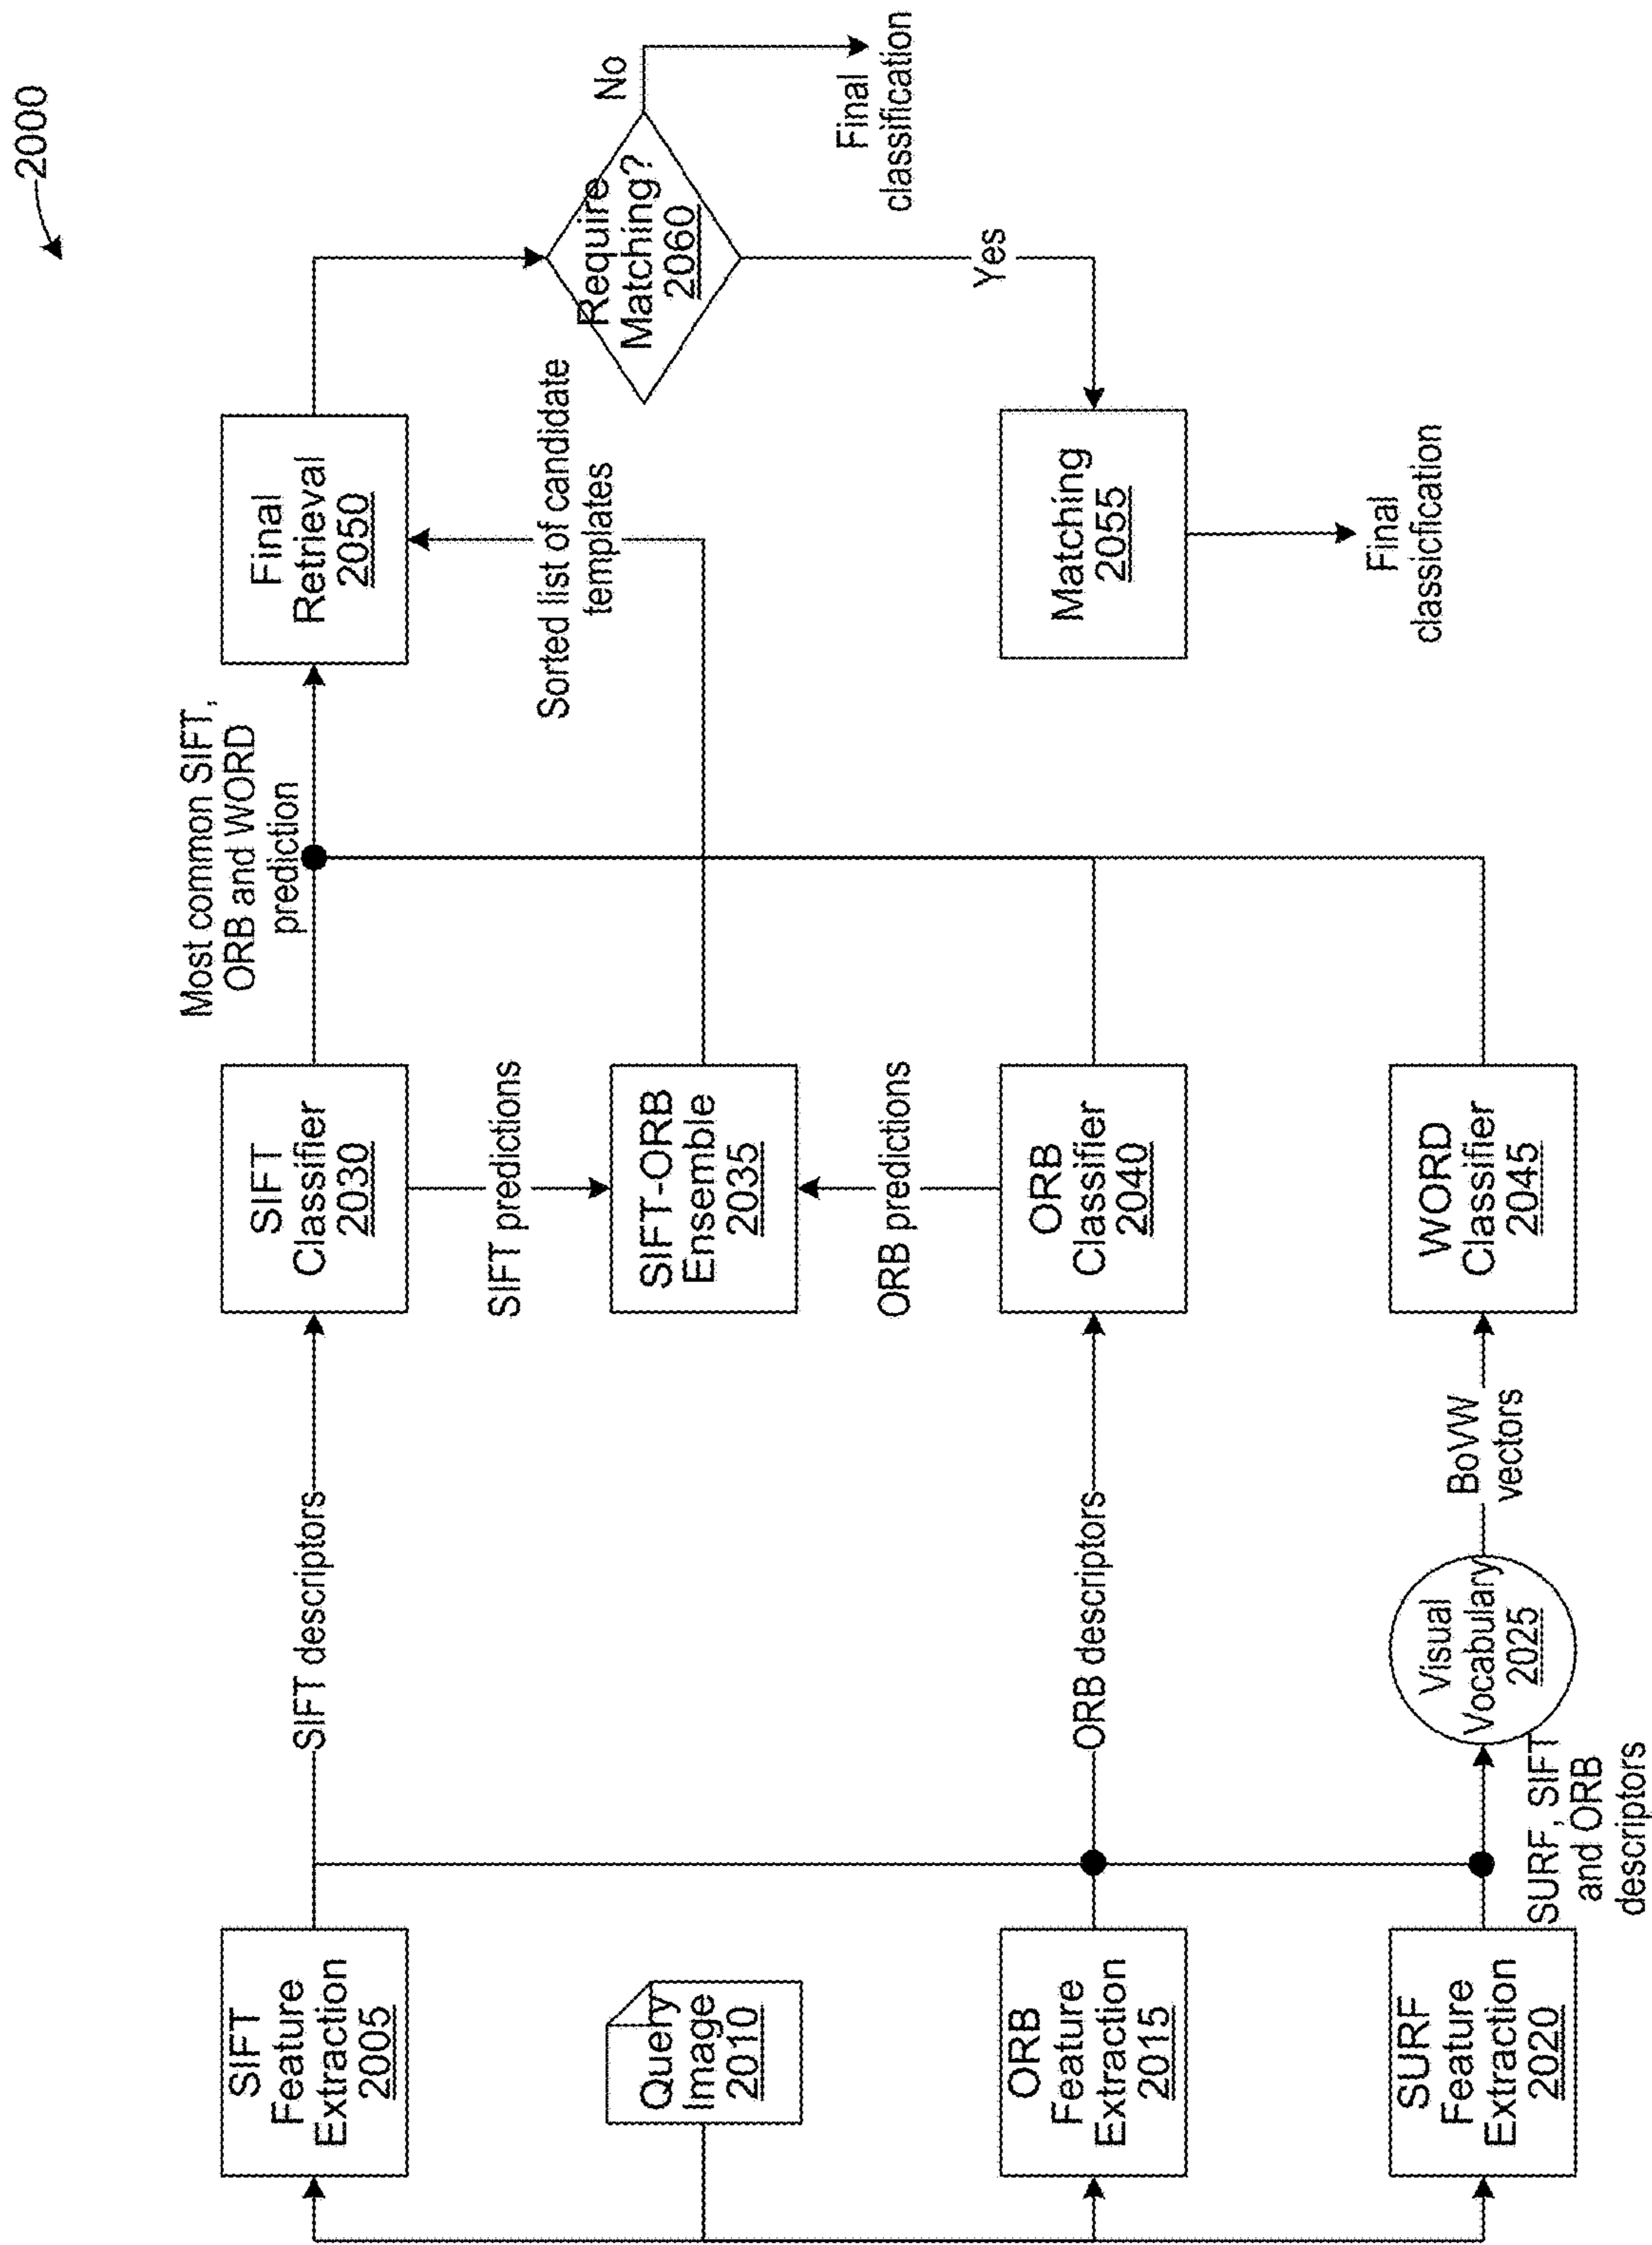 2000
SIFT
Feature
Extraction
2005
Query
Image
2010
ORB
Feature
Extraction
2015
SURF
Feature
Extraction
2020
SIFT descriptors
ORB descriptors
SURF, SIFT
and ORB
descriptors
Visual
Vocabulary
2025
BoVW
vectors
SIFT
Classifier
2030
SIFT predictions
SIFT-ORB
Ensemble
2035
ORB predictions
ORB
Classifier
2040
WORD
Classifier
2045
Most common SIFT,
ORB and WORD
prediction
Final
Retrieval
2050
Sorted list of candidate
templates
Require
Matching?
2060
No
Final
classification
Yes
Matching
2055
Final
classicfication